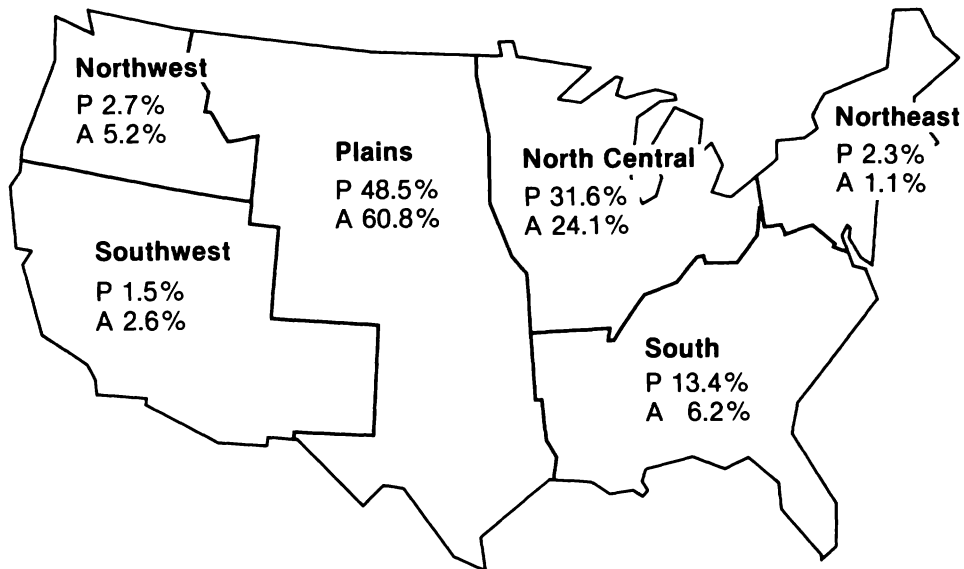 Northwest
P 2.7%
A 5.2%
Plains
P 48.5%
A 60.8%
North Central
P 31.6%
A 24.1%
Northeast
P 2.3%
A 1.1%
Southwest
P 1.5%
A 2.6%
South
P 13.4%
A 6.2%